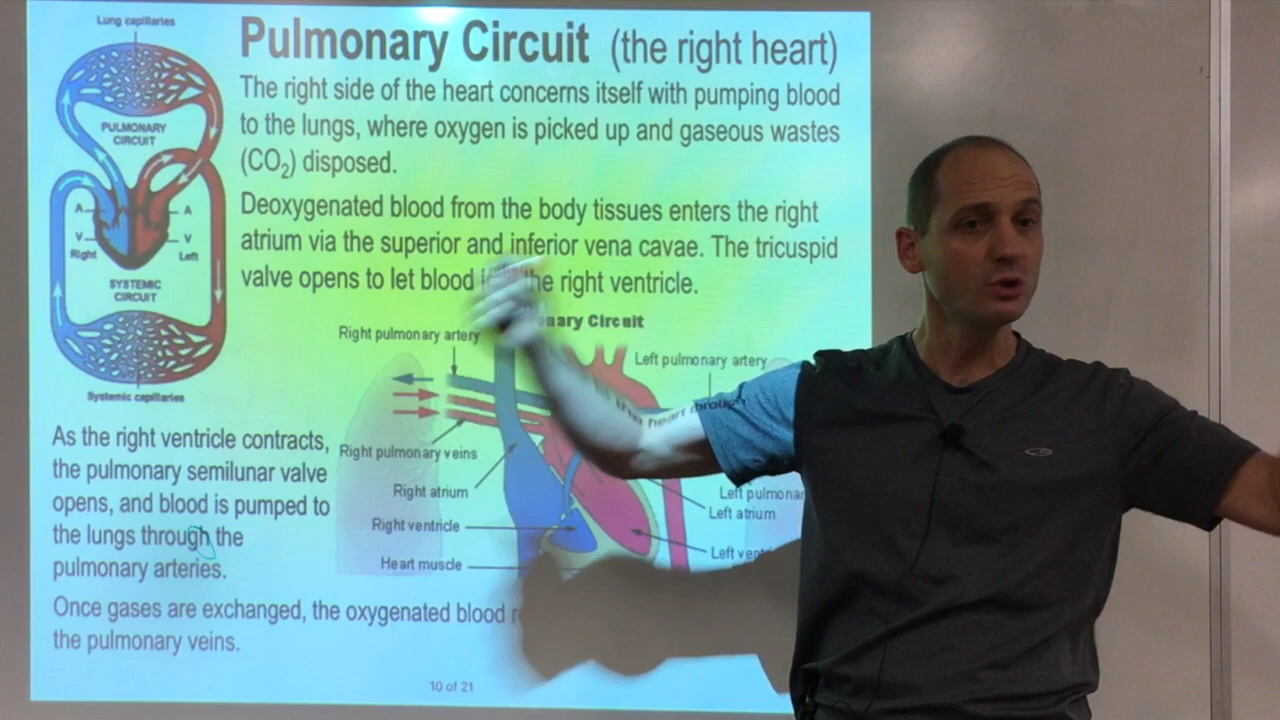 Lung capillaries
PULMONARY
CIRCUIT
A
A
V
V
Right
Left
SYSTEMIC
CIRCUIT
Systemic capillaries
Pulmonary Circuit (the right heart)
The right side of the heart concerns itself with pumping blood
to the lungs, where oxygen is picked up and gaseous wastes
(CO₂) disposed.
Deoxygenated blood from the body tissues enters the right
atrium via the superior and inferior vena cavae. The tricuspid
valve opens to let blood the right ventricle.
Circuit
Right pulmonary artery
Left pulmonary artery
Right pulmonary veins
Right atrium
Left
Left atrium
Right ventricle
Left
Heart muscle
As the right ventricle contracts,
the pulmonary semilunar valve
opens, and blood is pumped to
the lungs through the
pulmonary arteries.
Once gases are exchanged, the oxygenated blood
the heart through
the pulmonary veins.
10 of 21